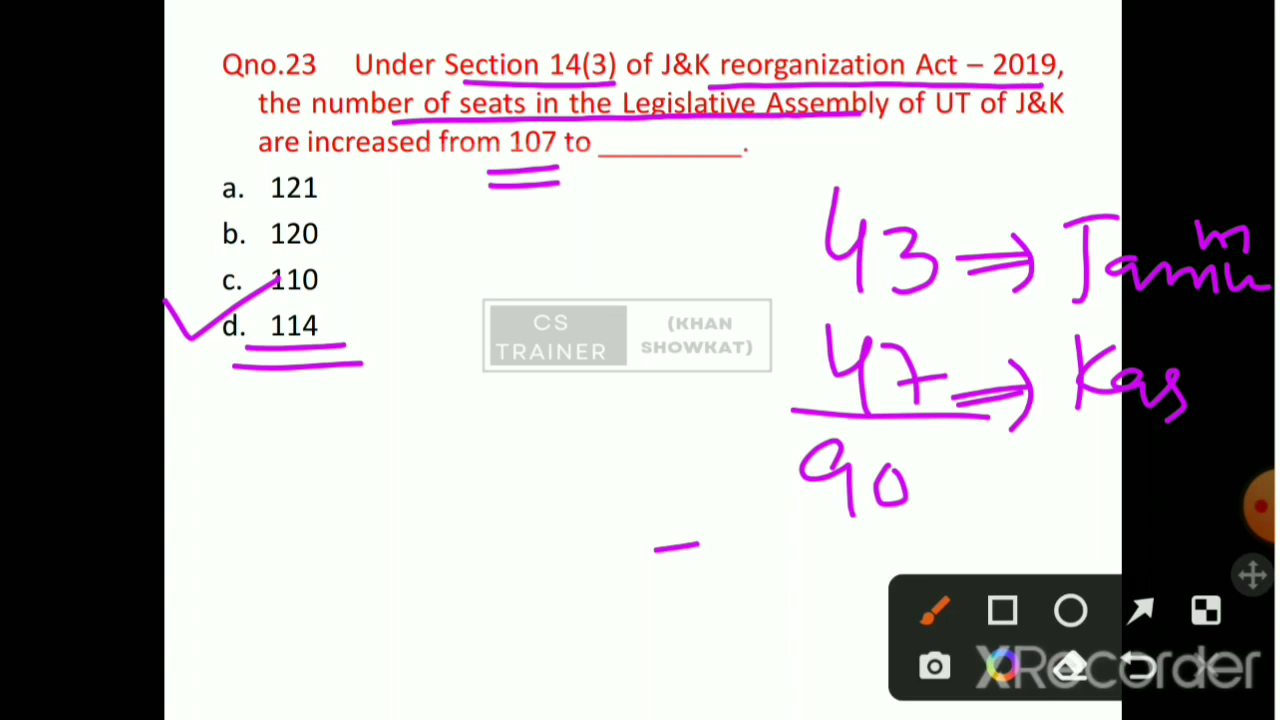 Qno.23 Under Section 14(3) of J&K reorganization Act – 2019,
the number of seats in the Legislative Assembly of UT of J&K
are increased from 107 to __________.
a. 121
b. 120
c. 110
d. 114
43 ⇒ Jamu
m
47 ⇒ Kas
90
CS
TRAINER
(KHAN
SHOWKAT)
XRecorder